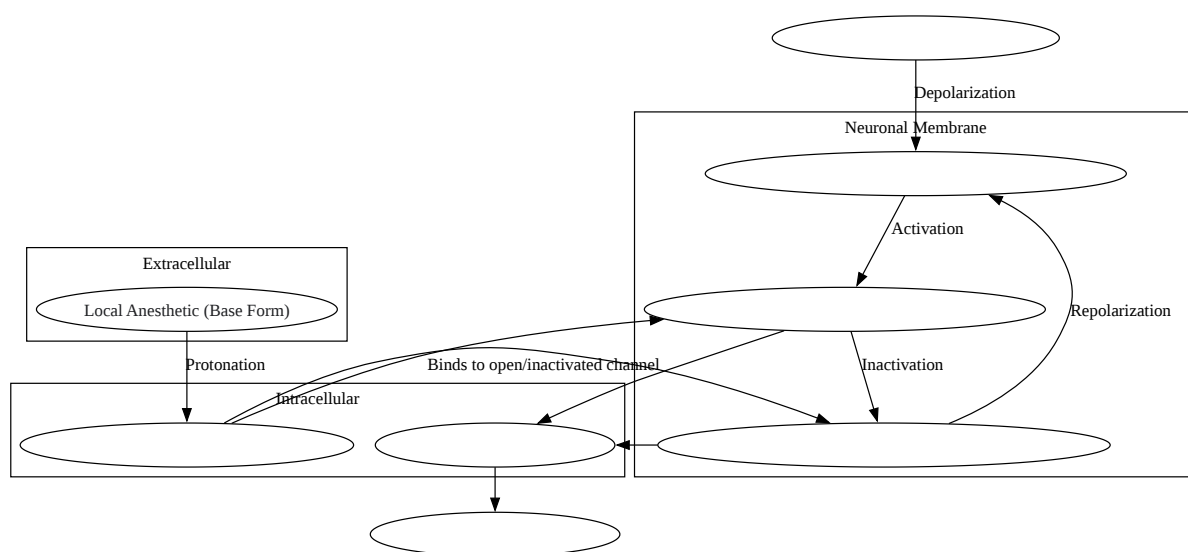 Depolarization
Neuronal Membrane
Activation
Extracellular
Local Anesthetic (Base Form)
Repolarization
Protonation
Binds to open/inactivated channel
Inactivation
Intracellular